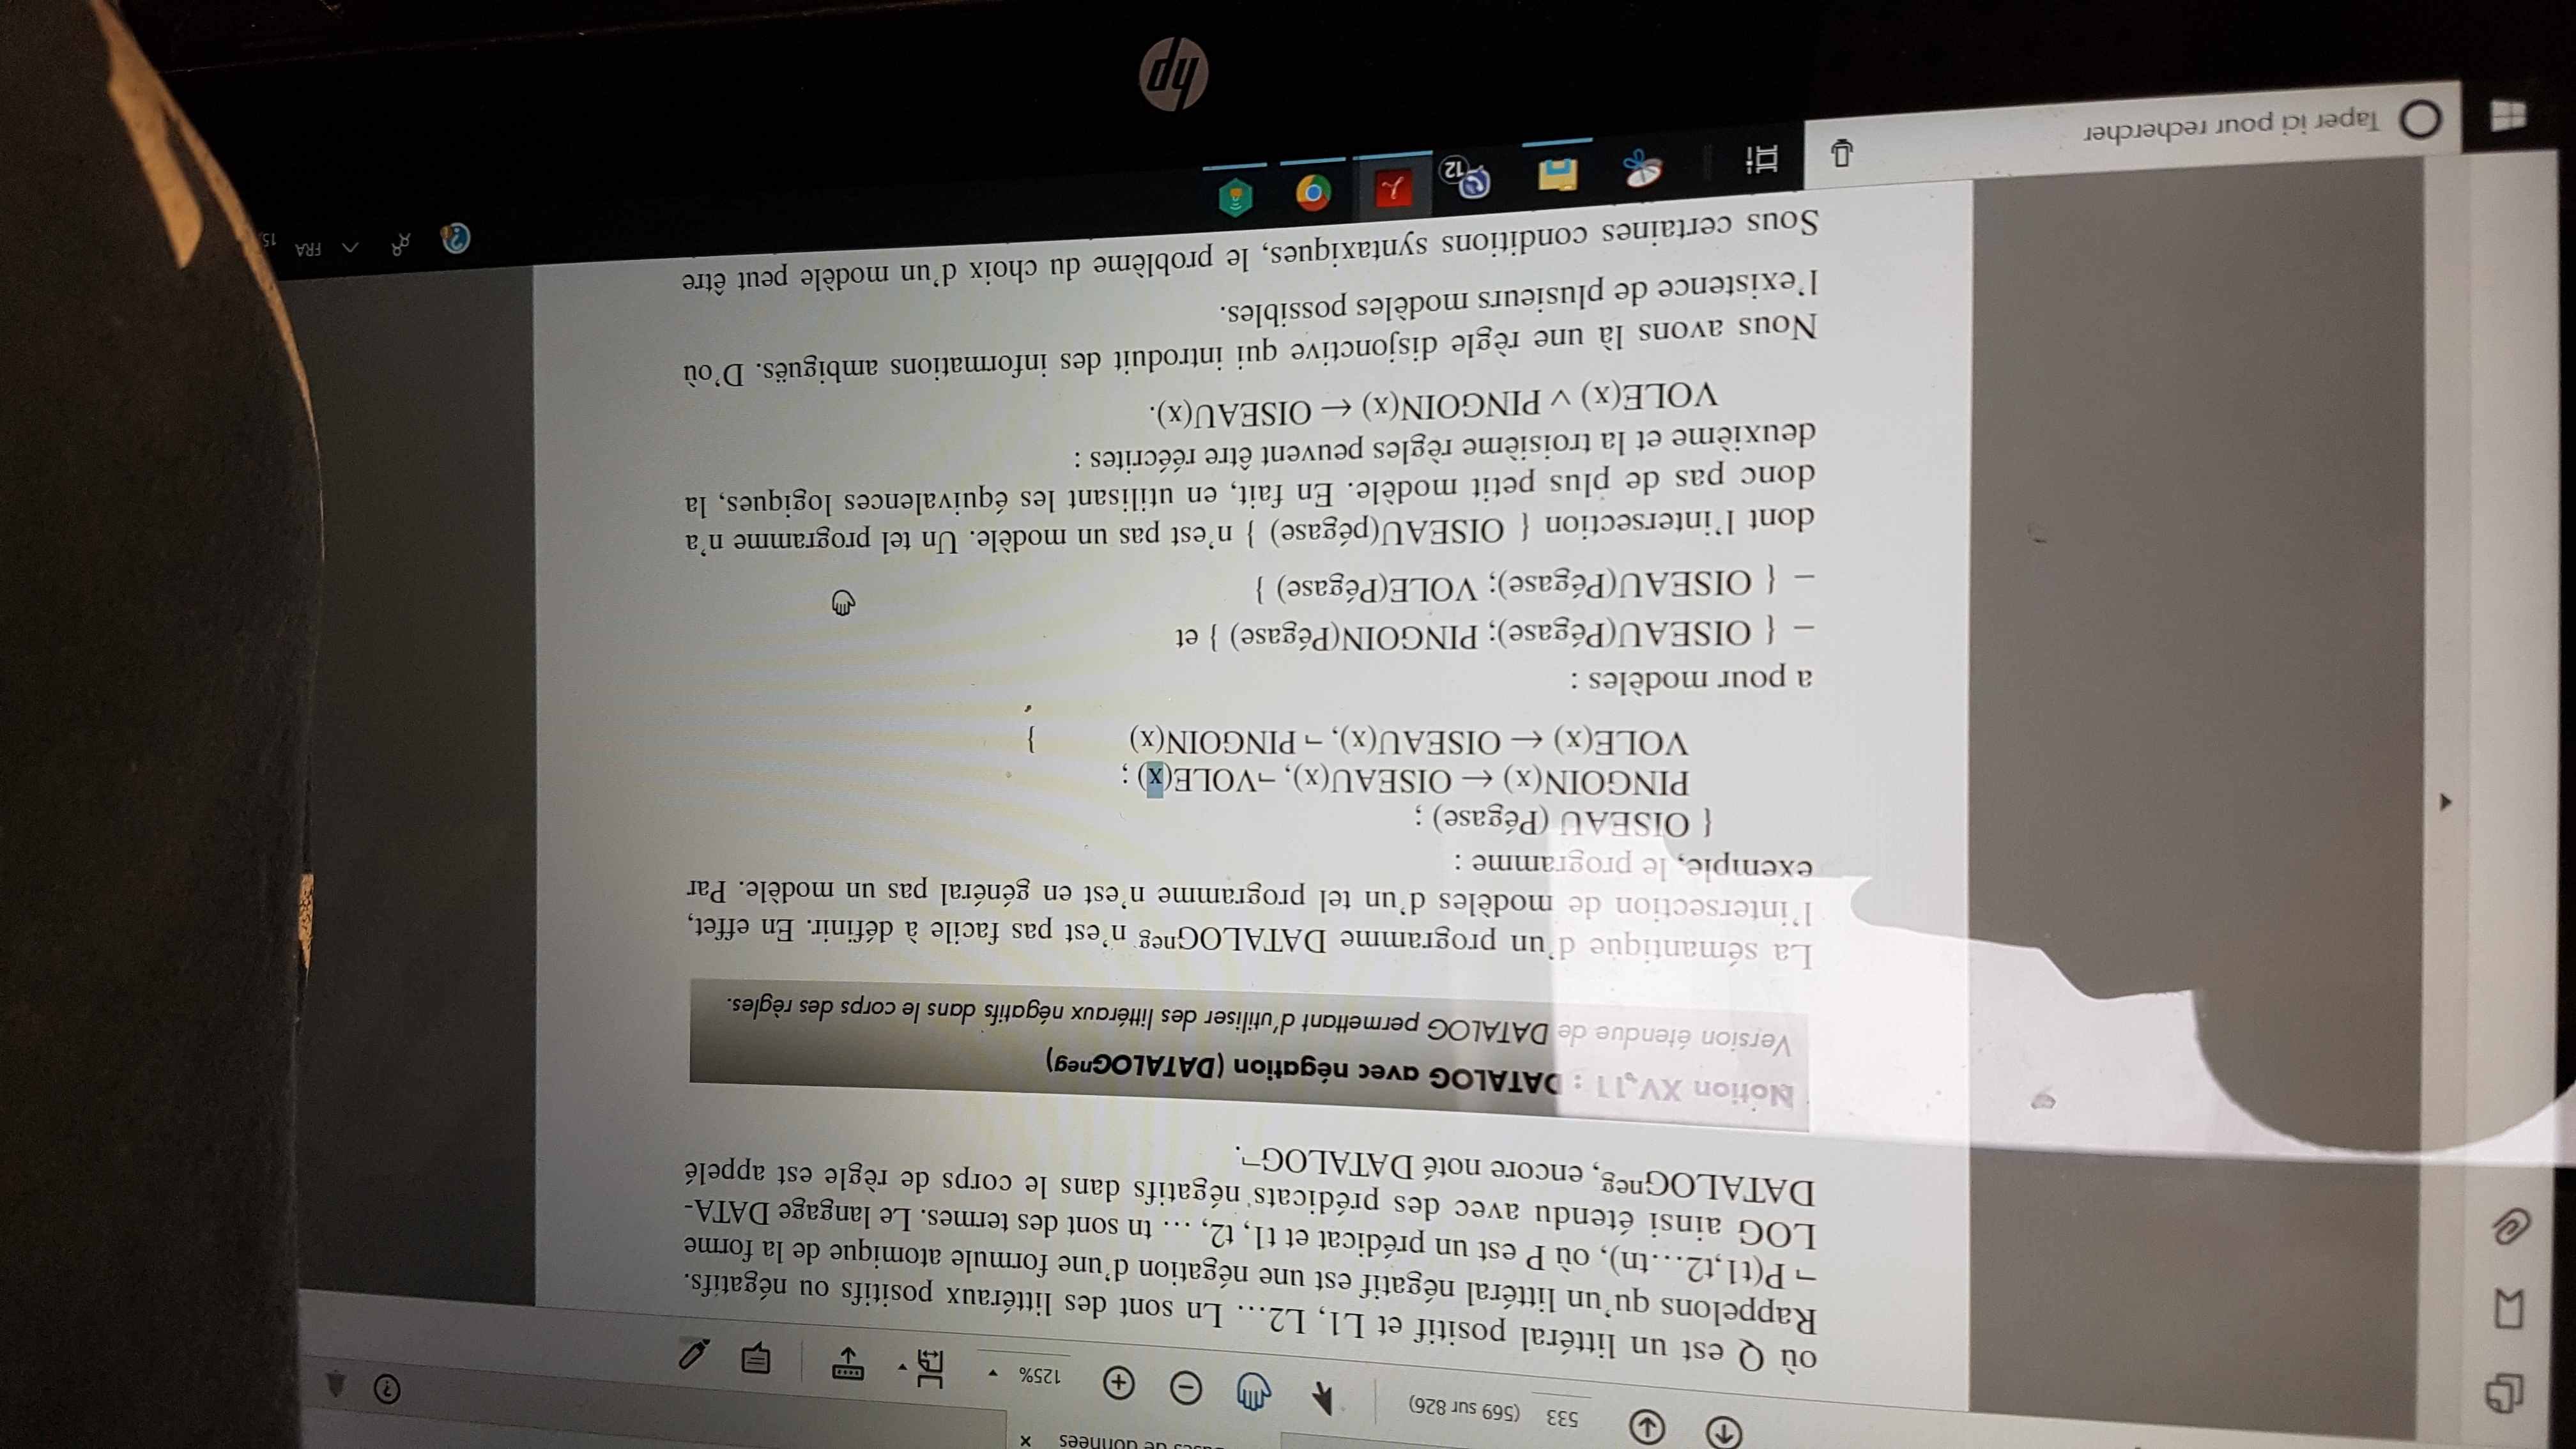 de données ×
533 (569 sur 826)
125%
où Q est un littéral positif et L1, L2… Ln sont des littéraux positifs ou négatifs.
Rappelons qu'un littéral négatif est une négation d'une formule atomique de la forme
¬ P(t1,t2…tn), où P est un prédicat et t1, t2, … tn sont des termes. Le langage DATA-
LOG ainsi étendu avec des prédicats négatifs dans le corps de règle est appelé
DATALOGneg, encore noté DATALOG¬.
Notion XV.11 : DATALOG avec négation (DATALOGneg)
Version étendue de DATALOG permettant d'utiliser des littéraux négatifs dans le corps des règles.
La sémantique d'un programme DATALOGneg n'est pas facile à définir. En effet,
l'intersection de modèles d'un tel programme n'est en général pas un modèle. Par
exemple, le programme :
{ OISEAU (Pégase) ;
PINGOIN(x) ← OISEAU(x), ¬VOLE(x) ;
VOLE(x) ← OISEAU(x), ¬ PINGOIN(x) }
a pour modèles :
– { OISEAU(Pégase); PINGOIN(Pégase) } et
– { OISEAU(Pégase); VOLE(Pégase) }
dont l'intersection { OISEAU(pégase) } n'est pas un modèle. Un tel programme n'a
donc pas de plus petit modèle. En fait, en utilisant les équivalences logiques, la
deuxième et la troisième règles peuvent être réécrites :
VOLE(x) ∨ PINGOIN(x) ← OISEAU(x).
Nous avons là une règle disjonctive qui introduit des informations ambiguës. D'où
l'existence de plusieurs modèles possibles.
Sous certaines conditions syntaxiques, le problème du choix d'un modèle peut être
Taper ici pour rechercher
12
FRA
hp